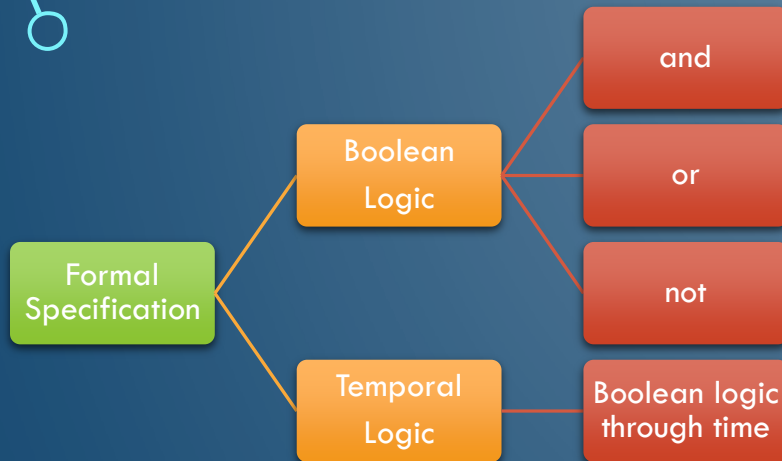 Formal
Specification
Boolean
Logic
and
or
not
Temporal
Logic
Boolean logic
through time